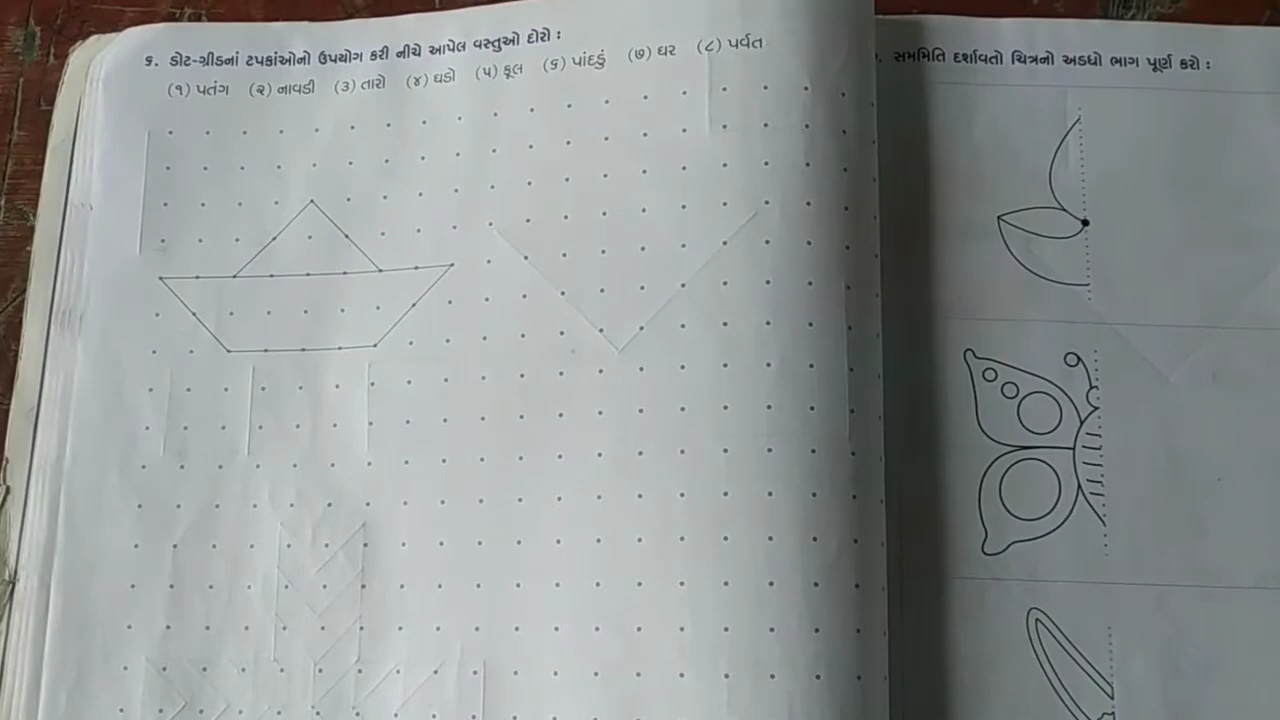 ૬. ડોટ-ગ્રીડનાં ટપકાંઓનો ઉપયોગ કરી નીચે આપેલ વસ્તુઓ દોરો :
(૧) પતંગ (૨) નાવડી (૩) તારો (૪) ઘડો (૫) ફૂલ (૬) પાંદડું (૭) ઘર (૮) પર્વત
. સમમિતિ દર્શાવતો ચિત્રનો અડધો ભાગ પૂર્ણ કરો :